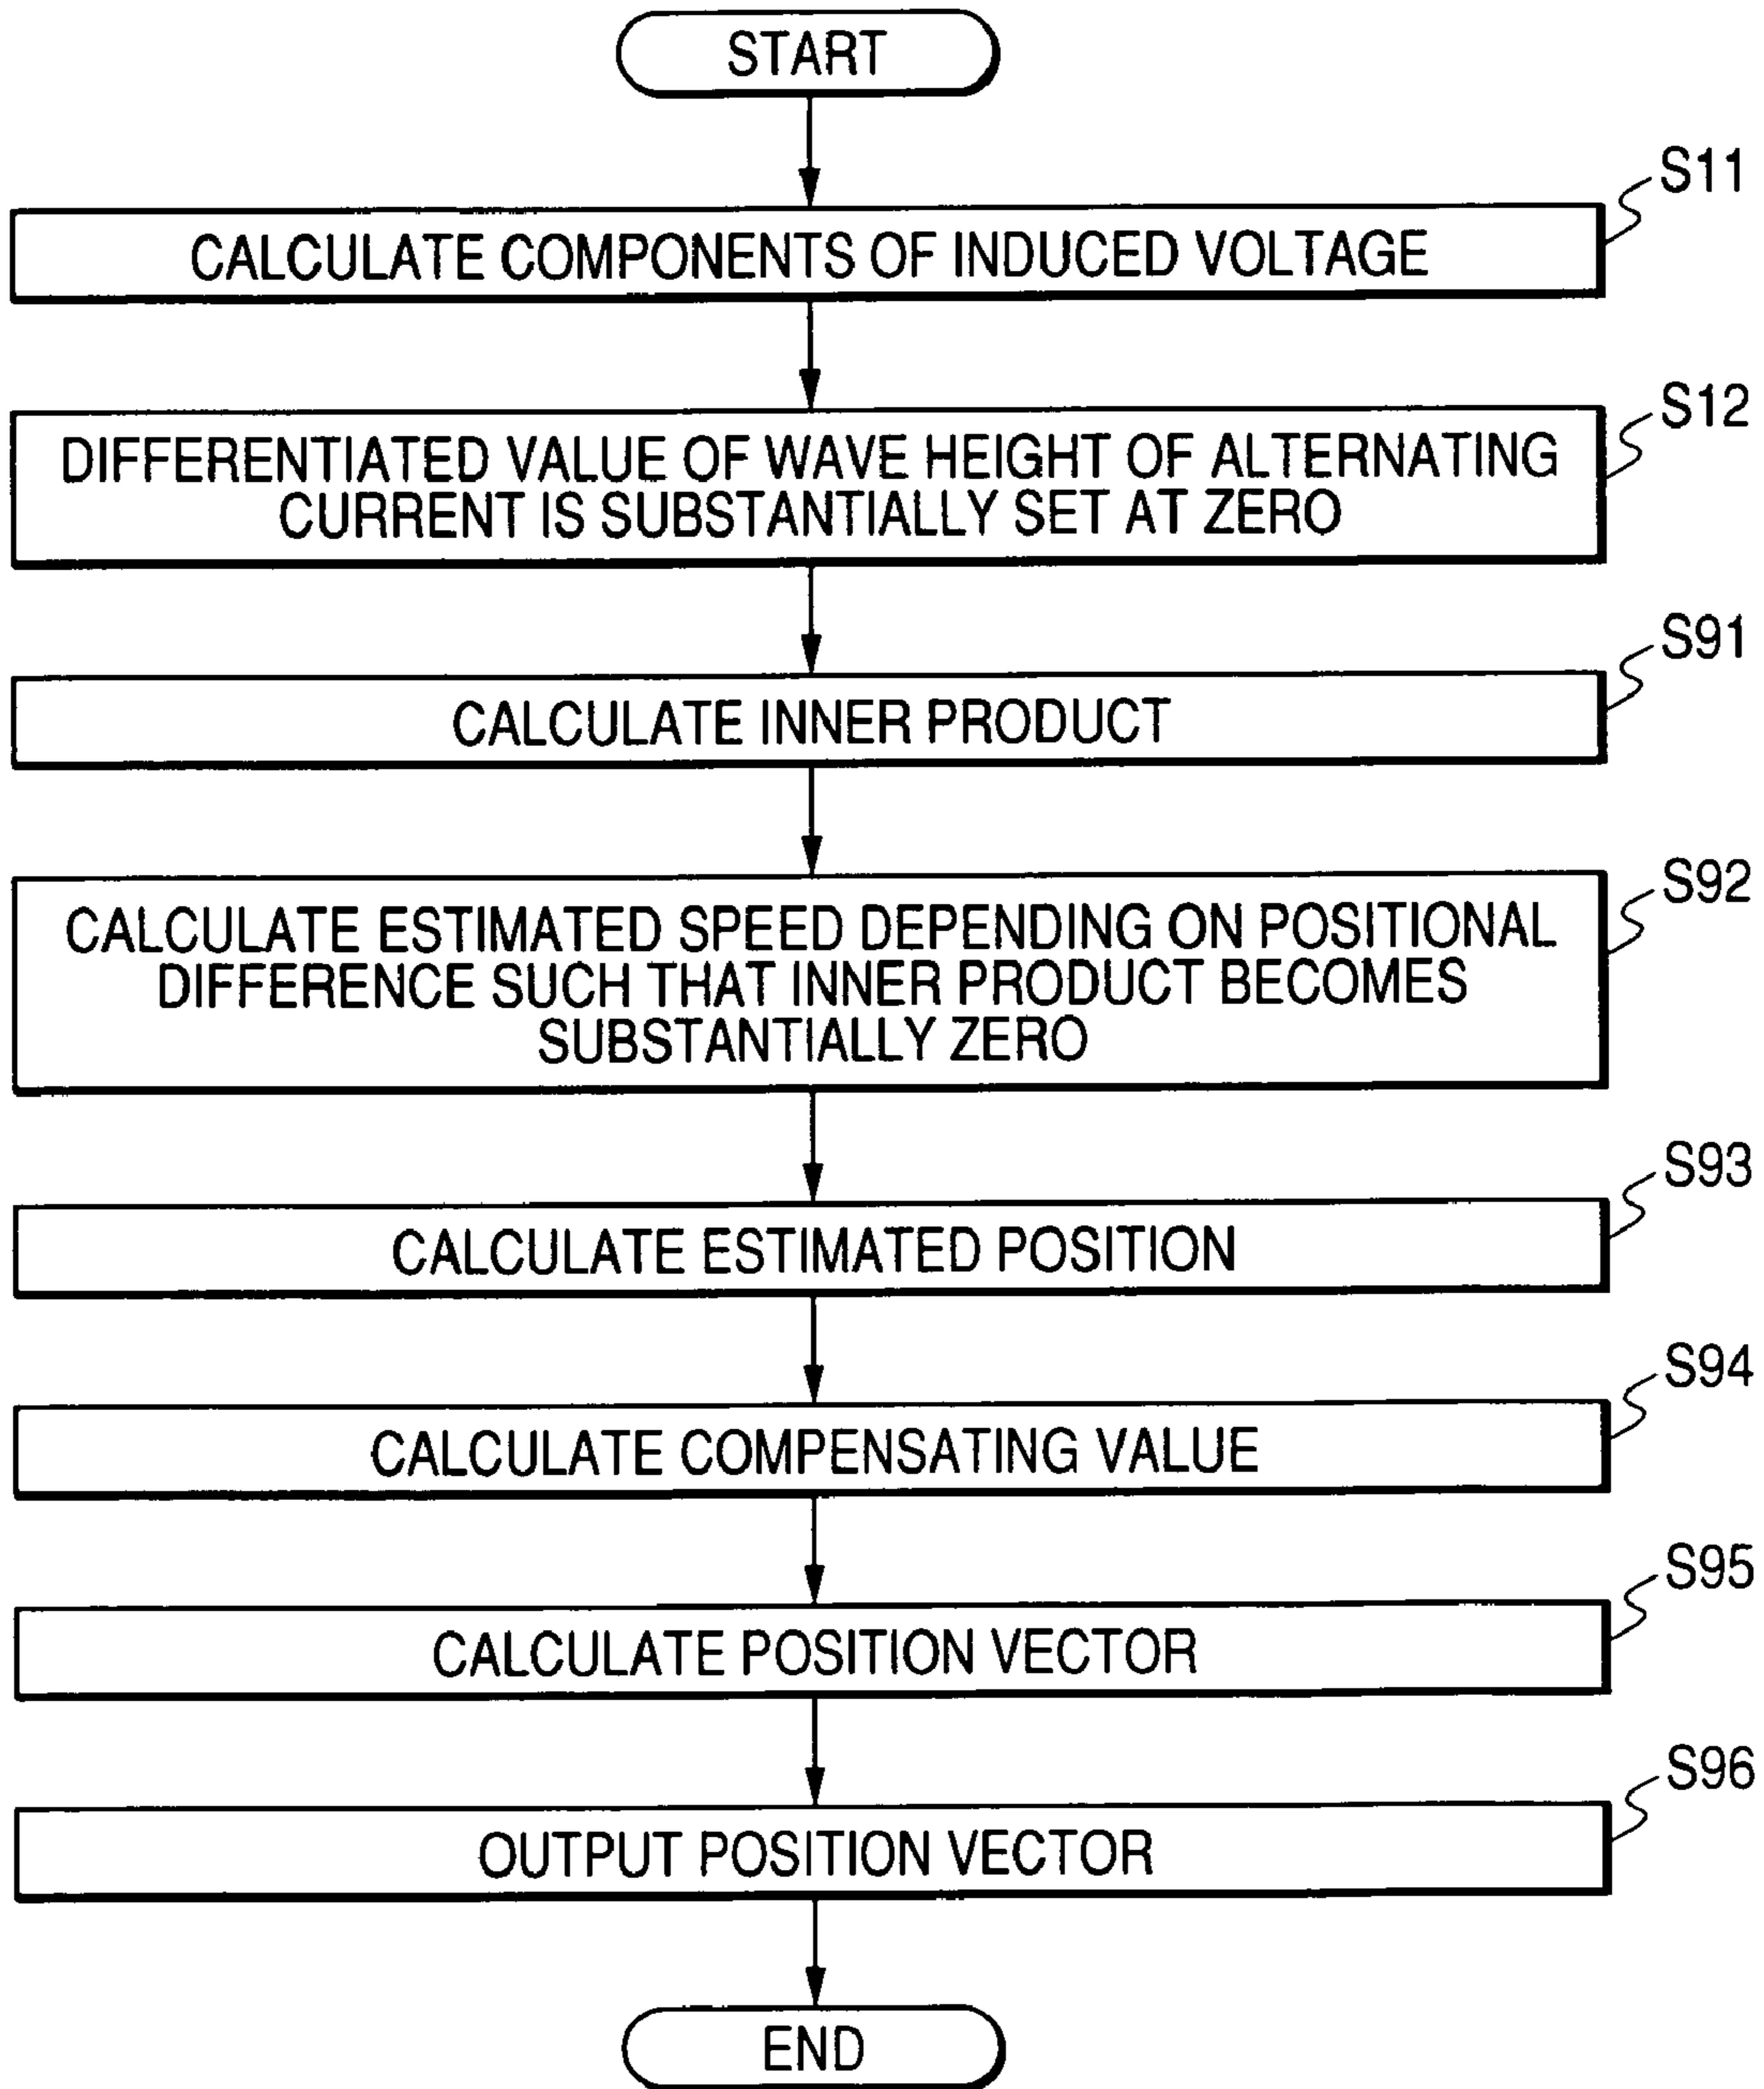 START
S11
CALCULATE COMPONENTS OF INDUCED VOLTAGE
S12
DIFFERENTIATED VALUE OF WAVE HEIGHT OF ALTERNATING
CURRENT IS SUBSTANTIALLY SET AT ZERO
S91
CALCULATE INNER PRODUCT
S92
CALCULATE ESTIMATED SPEED DEPENDING ON POSITIONAL
DIFFERENCE SUCH THAT INNER PRODUCT BECOMES
SUBSTANTIALLY ZERO
S93
CALCULATE ESTIMATED POSITION
S94
CALCULATE COMPENSATING VALUE
S95
CALCULATE POSITION VECTOR
S96
OUTPUT POSITION VECTOR
END